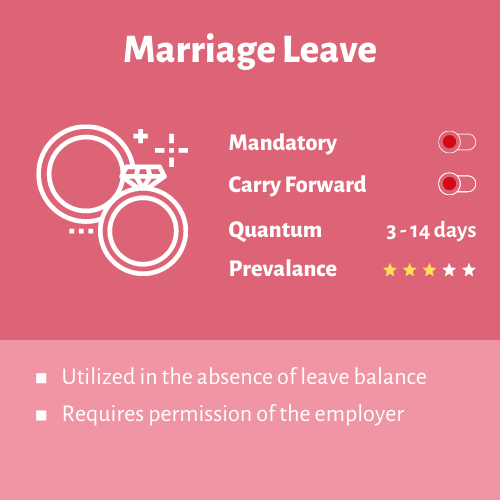 Marriage Leave
Mandatory
Carry Forward
Quantum 3 - 14 days
Prevalance
Utilized in the absence of leave balance
Requires permission of the employer